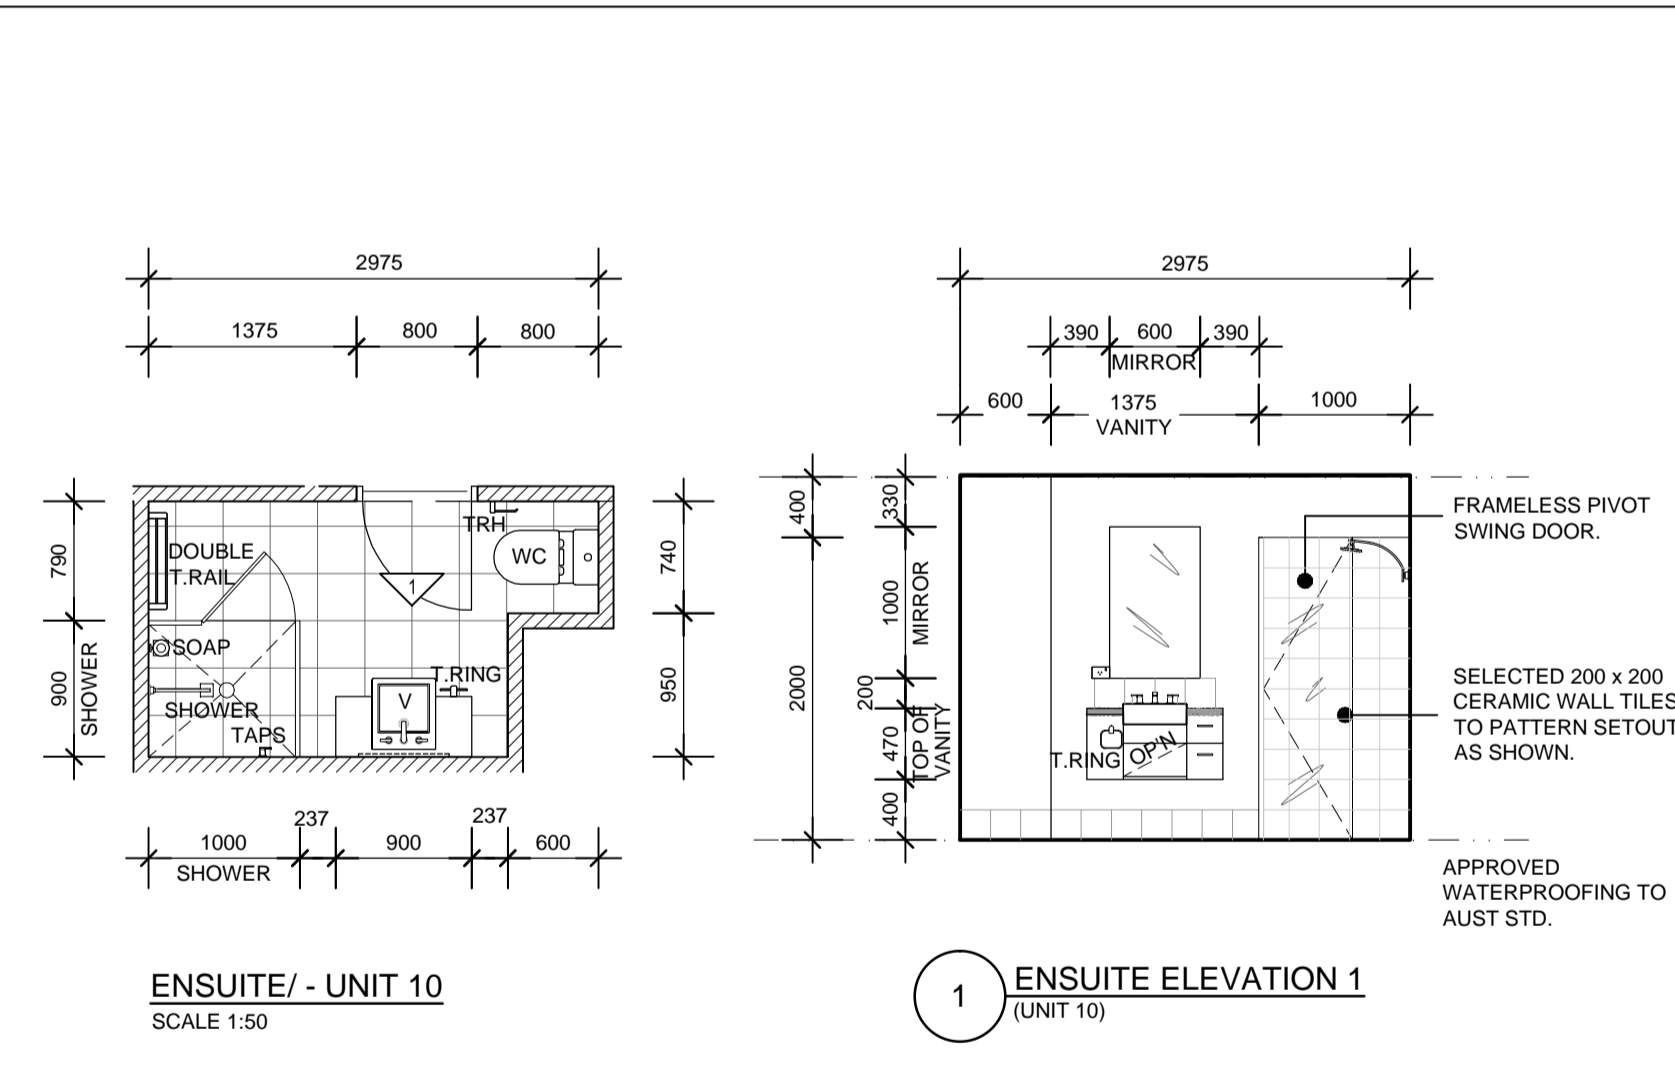 2975
1375
800
800
790
900
SHOWER
740
950
DOUBLE
T.RAIL
TRH
WC
1
SOAP
SHOWER
TAPS
T.RING
V
237
237
1000
900
600
SHOWER
ENSUITE/ - UNIT 10
SCALE 1:50
2975
390
600
390
MIRROR
600
1375
1000
VANITY
400
2000
330
1000
MIRROR
200
470
TOP OF
VANITY
400
T.RING
OP'N
FRAMELESS PIVOT
SWING DOOR.
SELECTED 200 x 200
CERAMIC WALL TILES
TO PATTERN SETOUT
AS SHOWN.
APPROVED
WATERPROOFING TO
AUST STD.
1
ENSUITE ELEVATION 1
(UNIT 10)